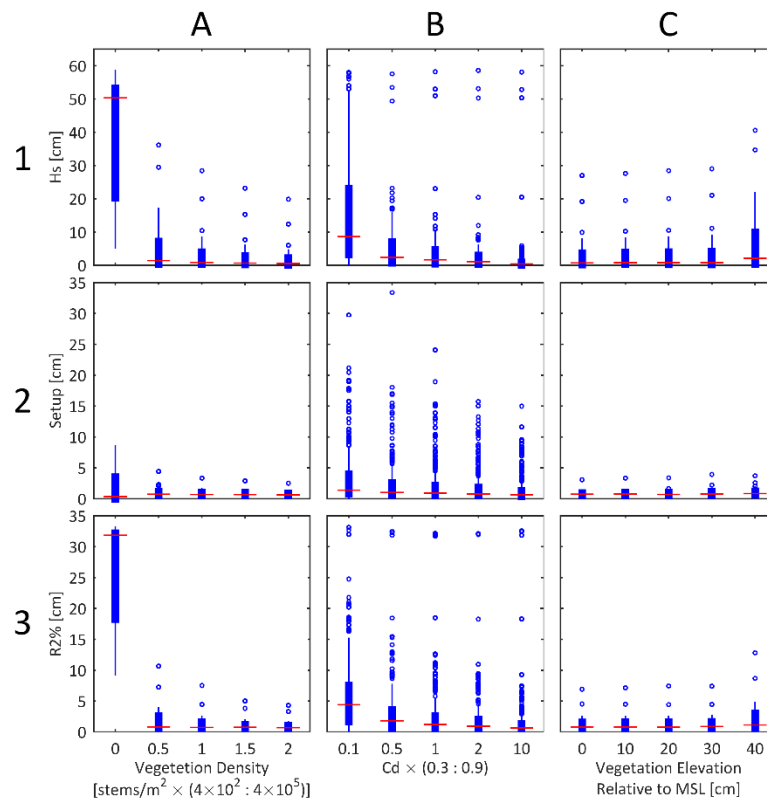 A B C
1
Hs [cm]
60
50
40
30
20
10
0
2
Setup [cm]
35
30
25
20
15
10
5
0
3
R2% [cm]
35
30
25
20
15
10
5
0
0 0.5 1 1.5 2
Vegetetion Density
[stems/m² × (4×10² : 4×10⁵)]
0.1 0.5 1 2 10
Cd × (0.3 : 0.9)
0 10 20 30 40
Vegetation Elevation
Relative to MSL [cm]